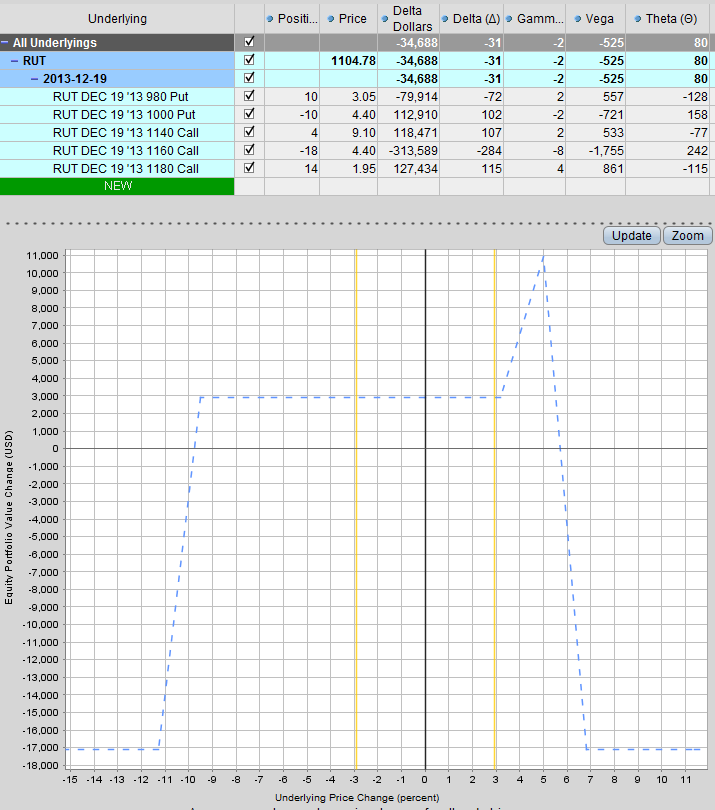 Underlying Positi... Price Delta Dollars Delta (Δ) Gamm... Vega Theta (Θ)
All Underlyings -34,688 -31 -2 -525 80
RUT 1104.78 -34,688 -31 -2 -525 80
2013-12-19 -34,688 -31 -2 -525 80
RUT DEC 19 '13 980 Put 10 3.05 -79,914 -72 2 557 -128
RUT DEC 19 '13 1000 Put -10 4.40 112,910 102 -2 -721 158
RUT DEC 19 '13 1140 Call 4 9.10 118,471 107 2 533 -77
RUT DEC 19 '13 1160 Call -18 4.40 -313,589 -284 -8 -1,755 242
RUT DEC 19 '13 1180 Call 14 1.95 127,434 115 4 861 -115
NEW
Update Zoom
11,000
10,000
9,000
8,000
7,000
6,000
5,000
4,000
3,000
2,000
1,000
0
-1,000
-2,000
-3,000
-4,000
-5,000
-6,000
-7,000
-8,000
-9,000
-10,000
-11,000
-12,000
-13,000
-14,000
-15,000
-16,000
-17,000
-18,000
Equity Portfolio Value Change (USD)
-15 -14 -13 -12 -11 -10 -9 -8 -7 -6 -5 -4 -3 -2 -1 0 1 2 3 4 5 6 7 8 9 10 11
Underlying Price Change (percent)